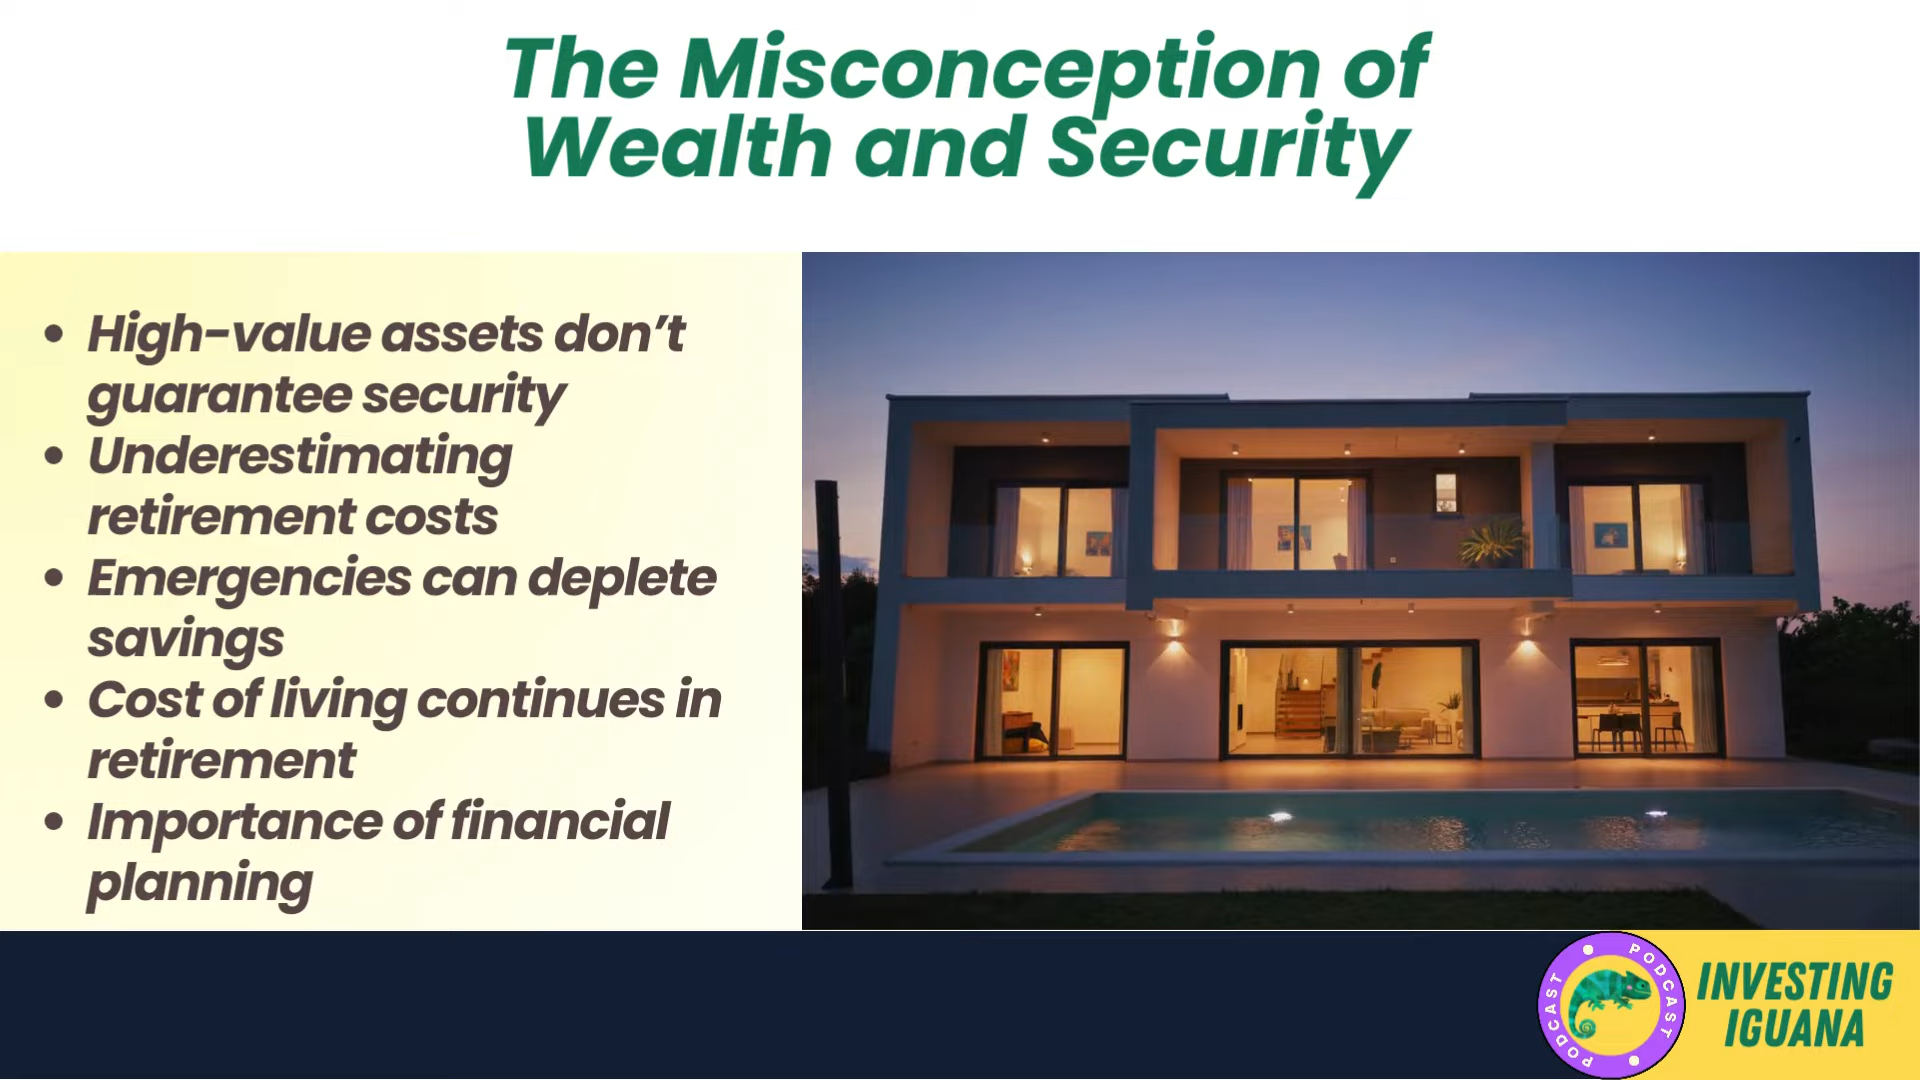 The Misconception of
Wealth and Security
• High-value assets don’t
guarantee security
• Underestimating
retirement costs
• Emergencies can deplete
savings
• Cost of living continues in
retirement
• Importance of financial
planning
PODCAST
PODCAST
INVESTING
IGUANA